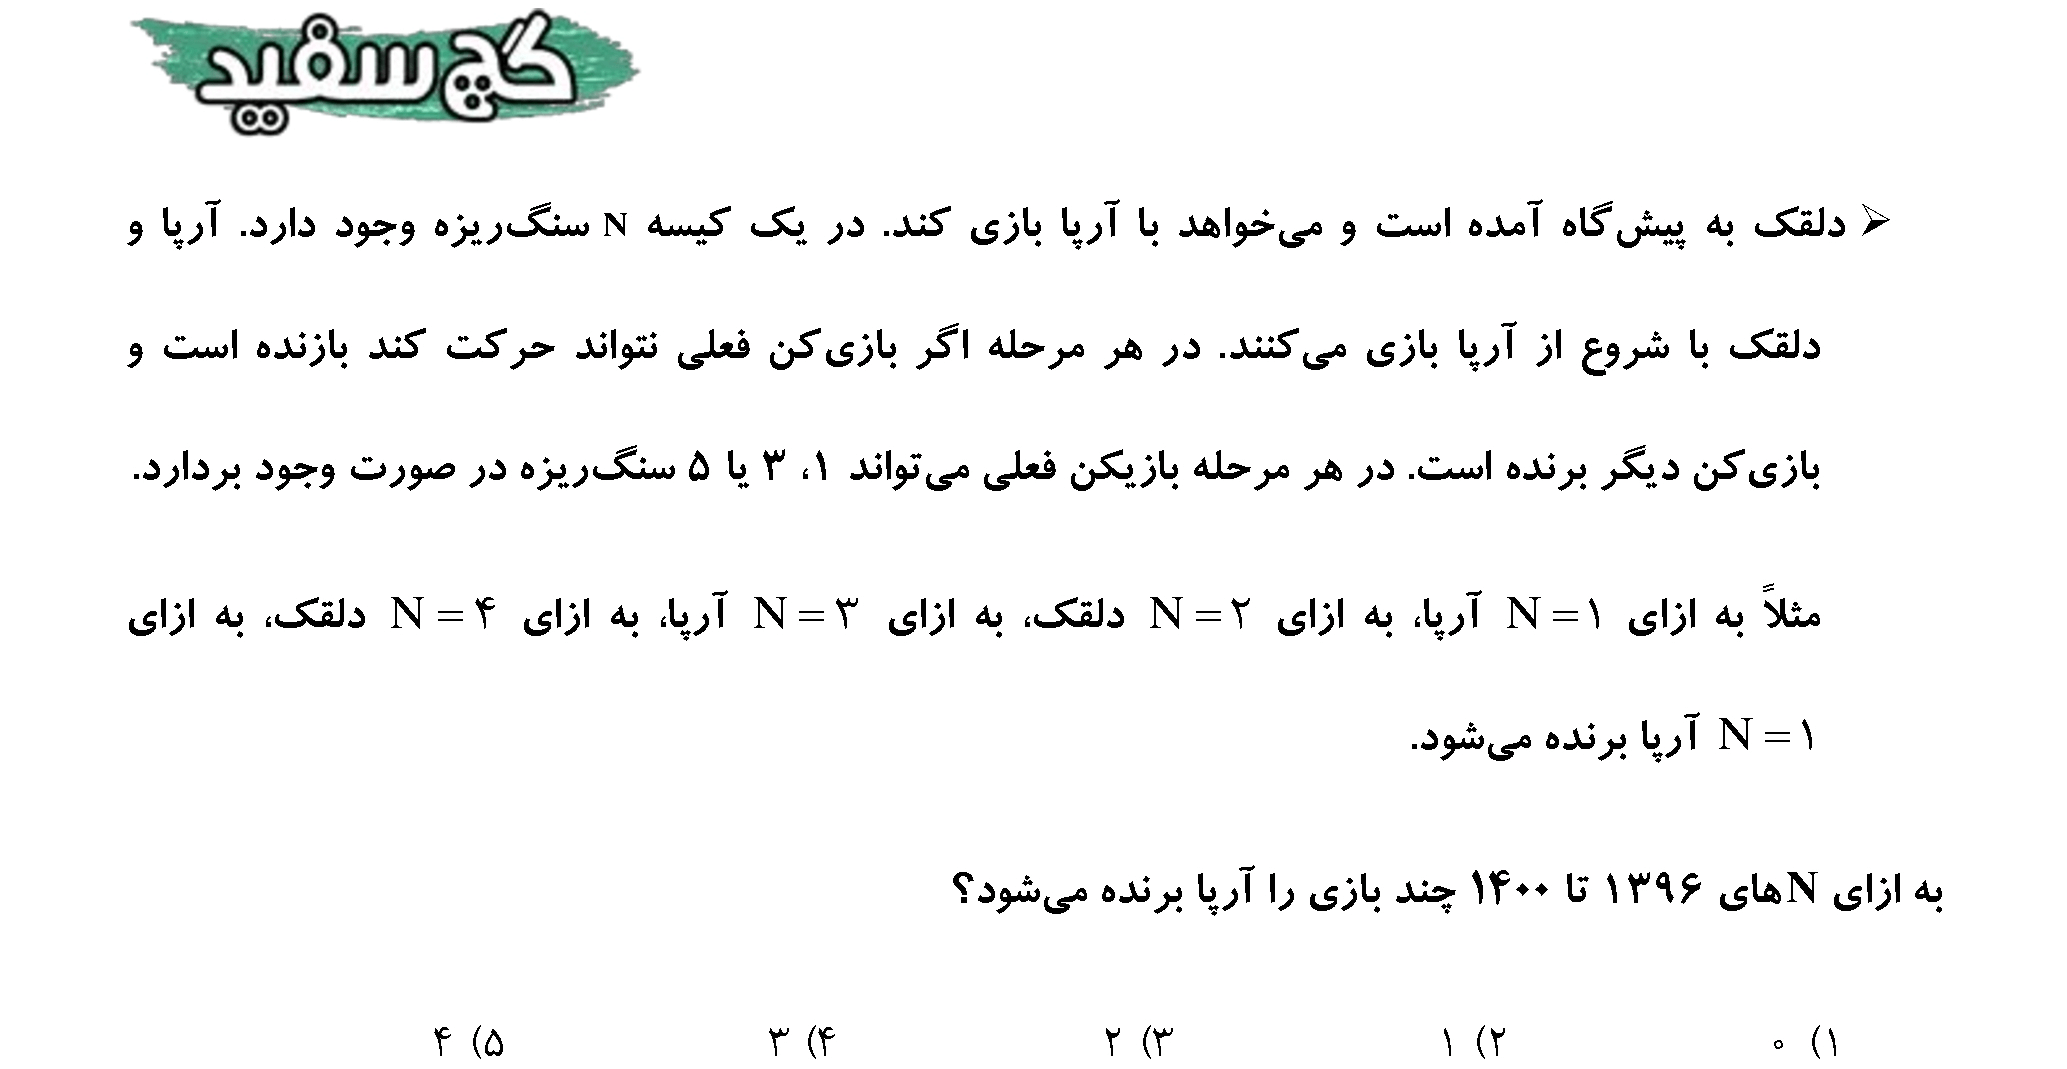 گچ سفید
دلقک به پیش‌گاه آمده است و می‌خواهد با آرپا بازی کند. در یک کیسه N سنگ‌ریزه وجود دارد. آرپا و
دلقک با شروع از آرپا بازی می‌کنند. در هر مرحله اگر بازی‌کن فعلی نتواند حرکت کند بازنده است و
بازی‌کن دیگر برنده است. در هر مرحله بازیکن فعلی می‌تواند ۱، ۳ یا ۵ سنگ‌ریزه در صورت وجود بردارد.
مثلاً به ازای N = ۱ آرپا، به ازای N = ۲ دلقک، به ازای N = ۳ آرپا، به ازای N = ۴ دلقک، به ازای
N = ۱ آرپا برنده می‌شود.
به ازای Nهای ۱۳۹۶ تا ۱۴۰۰ چند بازی را آرپا برنده می‌شود؟
۱) ۰ ۲) ۱ ۳) ۲ ۴) ۳ ۵) ۴